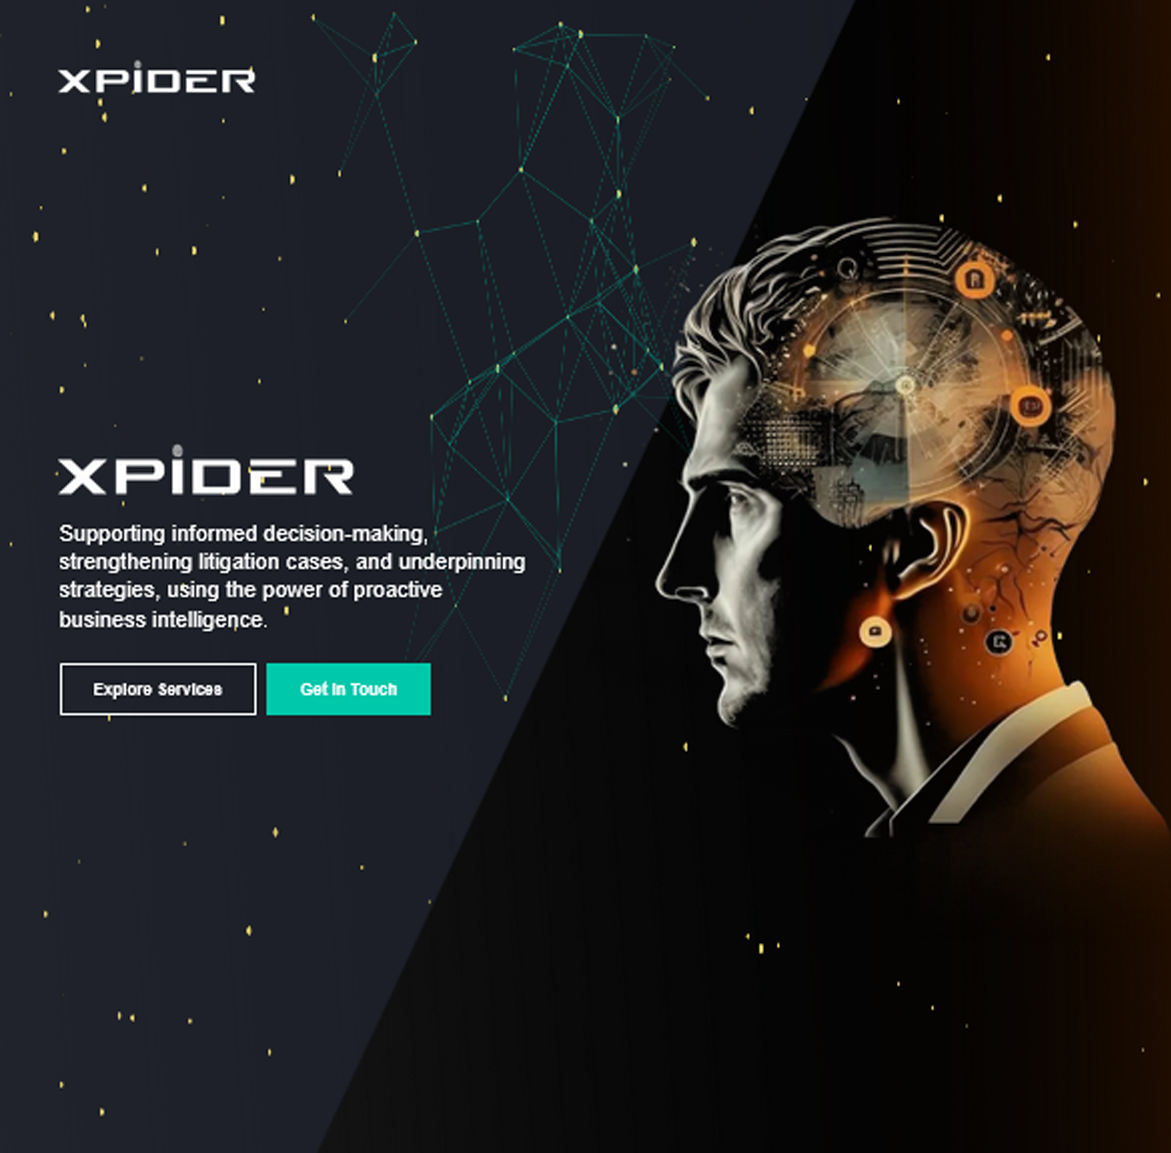 XPiDER
XPiDER
Supporting informed decision-making,
strengthening litigation cases, and underpinning
strategies, using the power of proactive
business intelligence.
Explore Services
Get in Touch